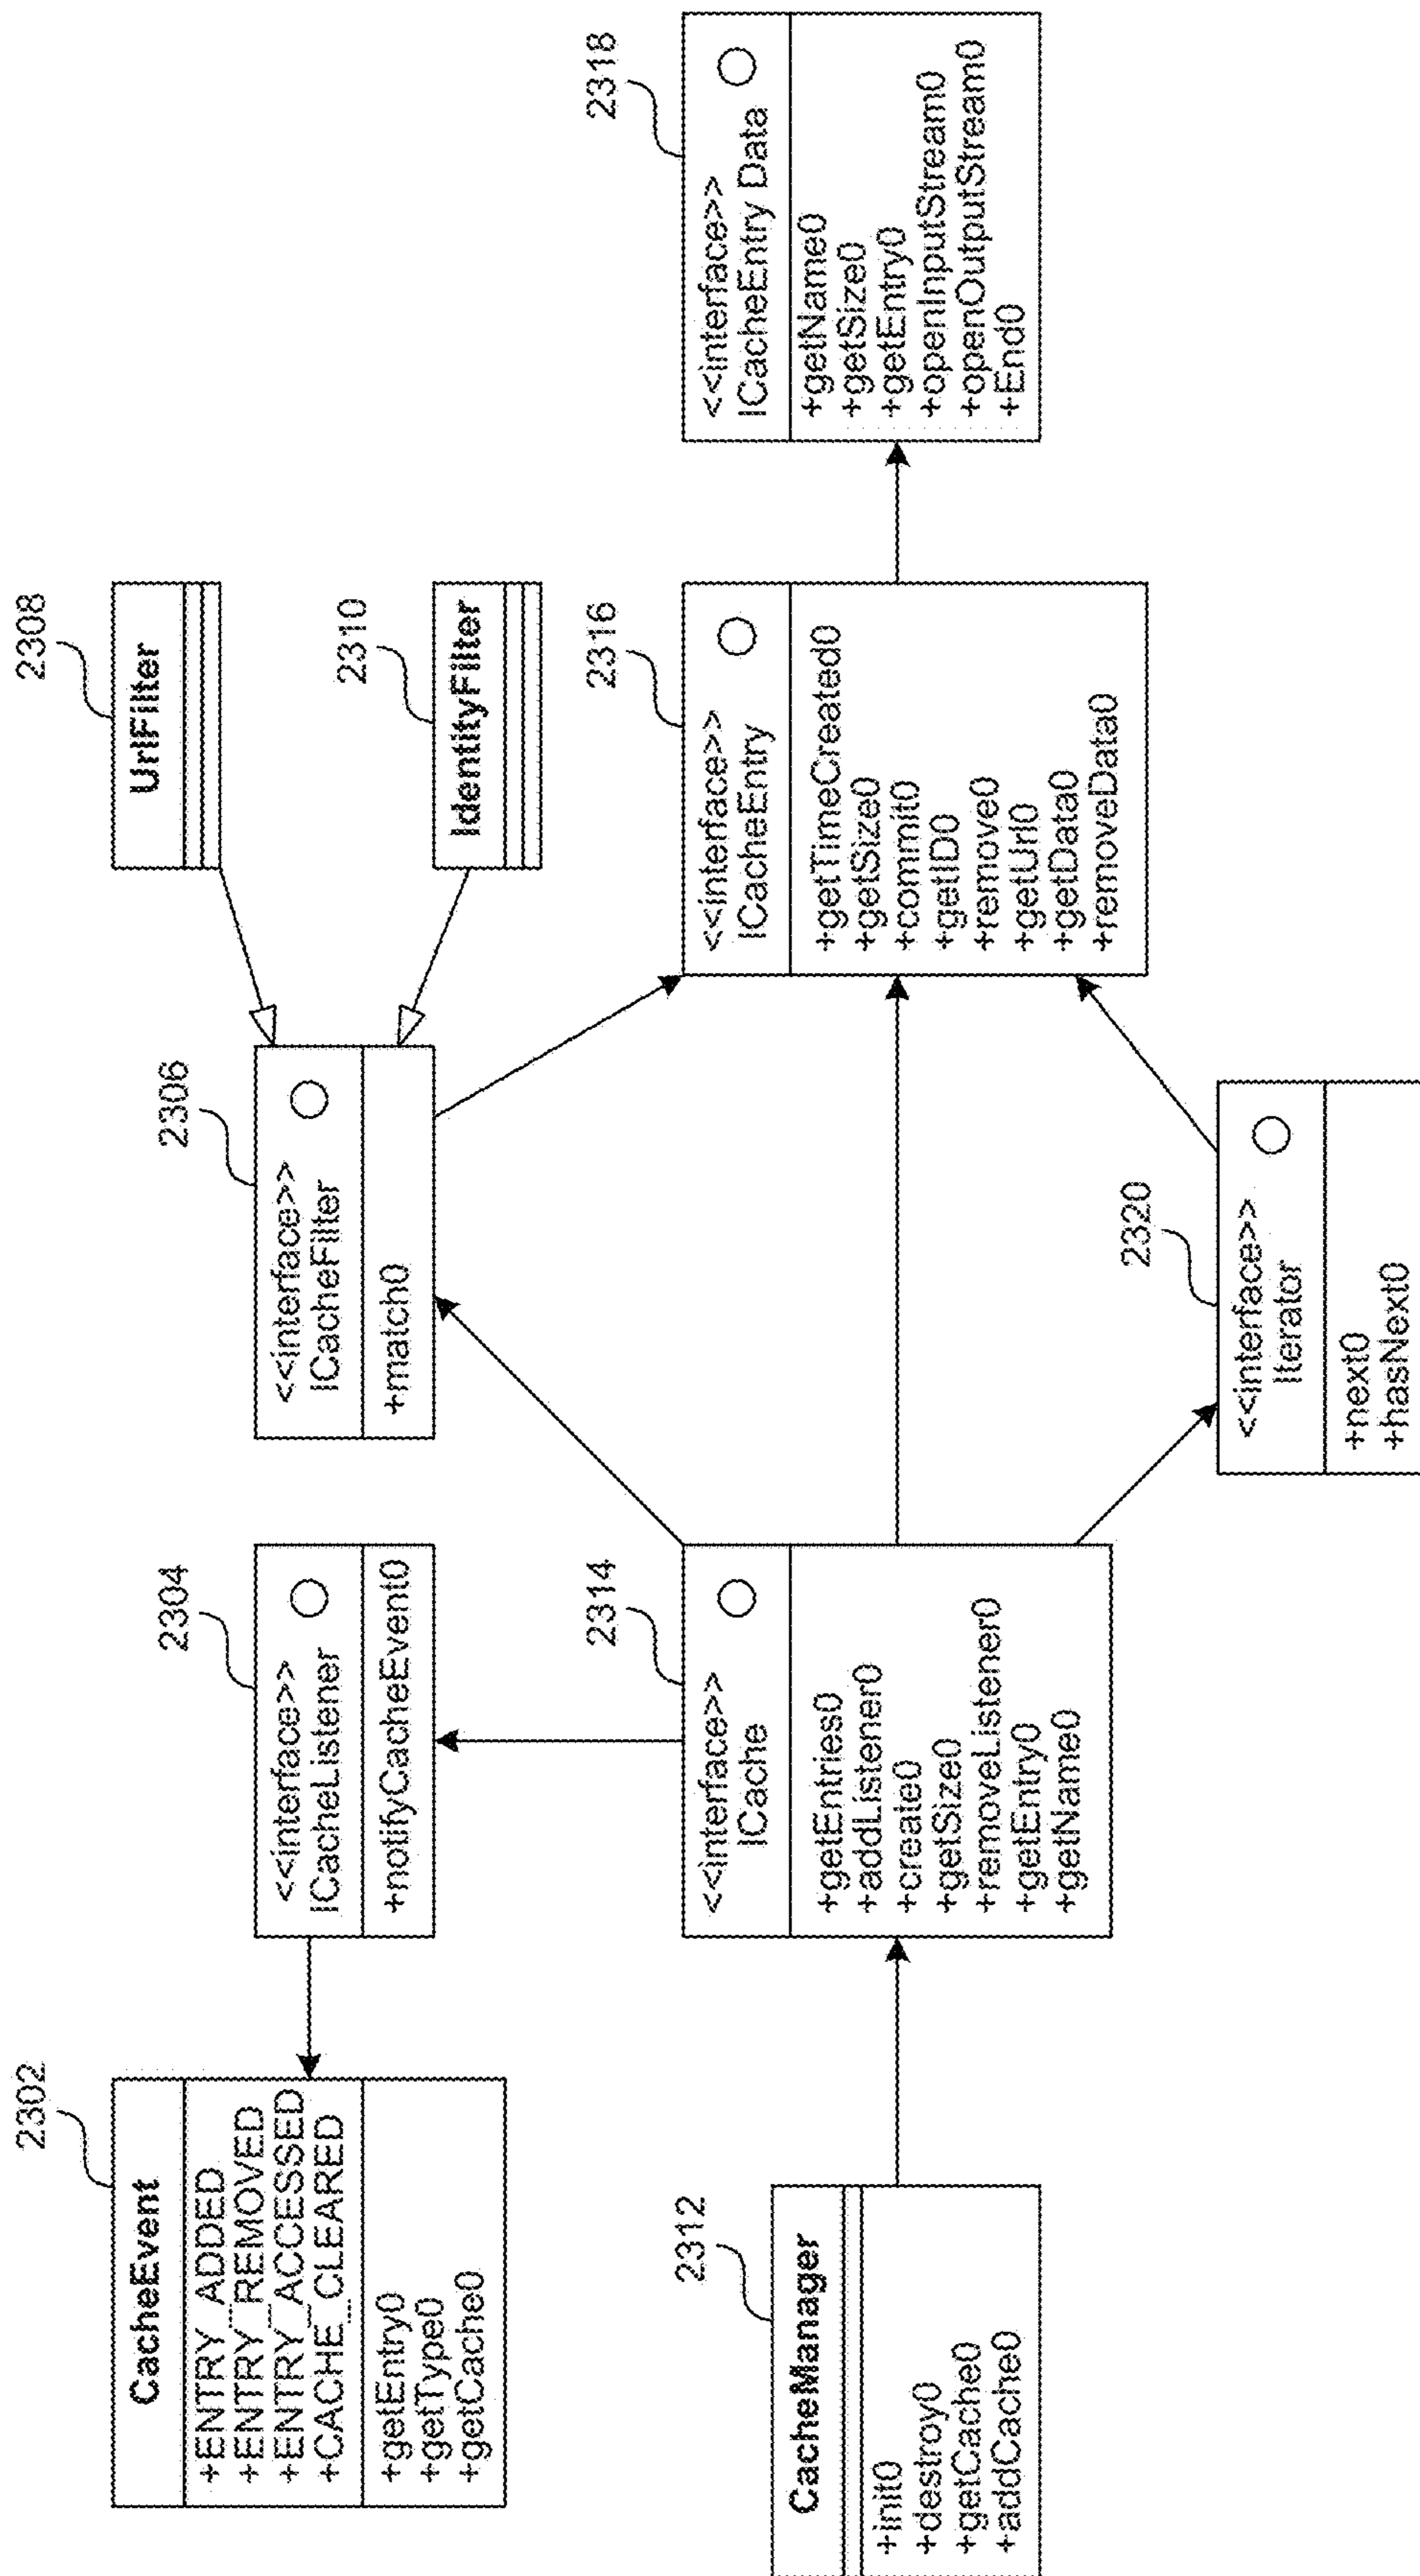 2302
CacheEvent
+ENTRY_ADDED
+ENTRY_REMOVED
+ENTRY_ACCESSED
+CACHE_CLEARED
+getEntry0
+getType0
+getCache0
2304
<<interface>>
ICacheListener
+notifyCacheEvent0
2306
<<interface>>
ICacheFilter
+match0
2308
UrlFilter
2310
IdentityFilter
2312
CacheManager
+init0
+destroy0
+getCache0
+addCache0
2314
<<interface>>
ICache
+getEntries0
+addListener0
+create0
+getSize0
+removeListener0
+getEntry0
+getName0
2316
<<interface>>
ICacheEntry
+getTimeCreated0
+getSize0
+commit0
+getID0
+remove0
+getUrl0
+getData0
+removeData0
2318
<<interface>>
ICacheEntry Data
+getName0
+getSize0
+getEntry0
+openInputStream0
+openOutputStream0
+End0
2320
<<interface>>
Iterator
+next0
+hasNext0